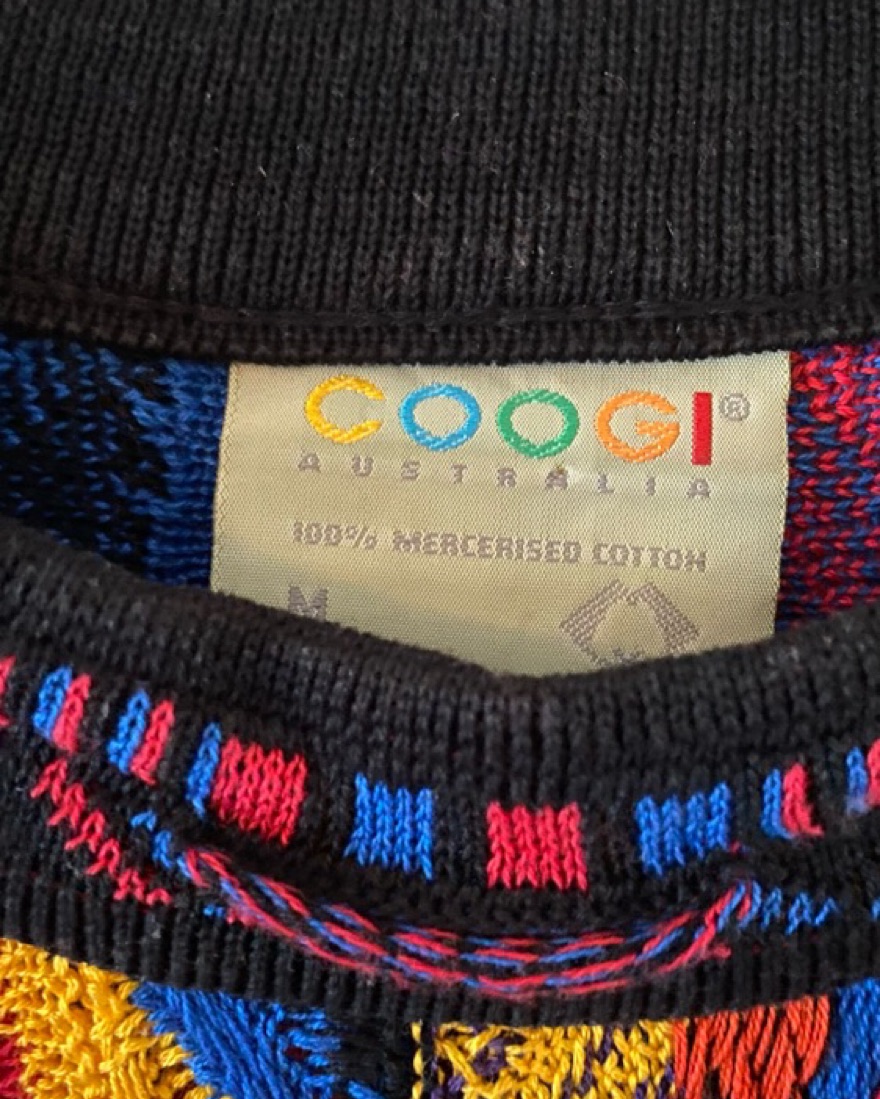 COOGI®
AUSTRALIA
100% MERCERISED COTTON
M